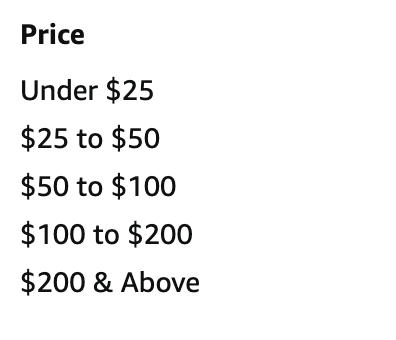 Price
Under $25
$25 to $50
$50 to $100
$100 to $200
$200 & Above